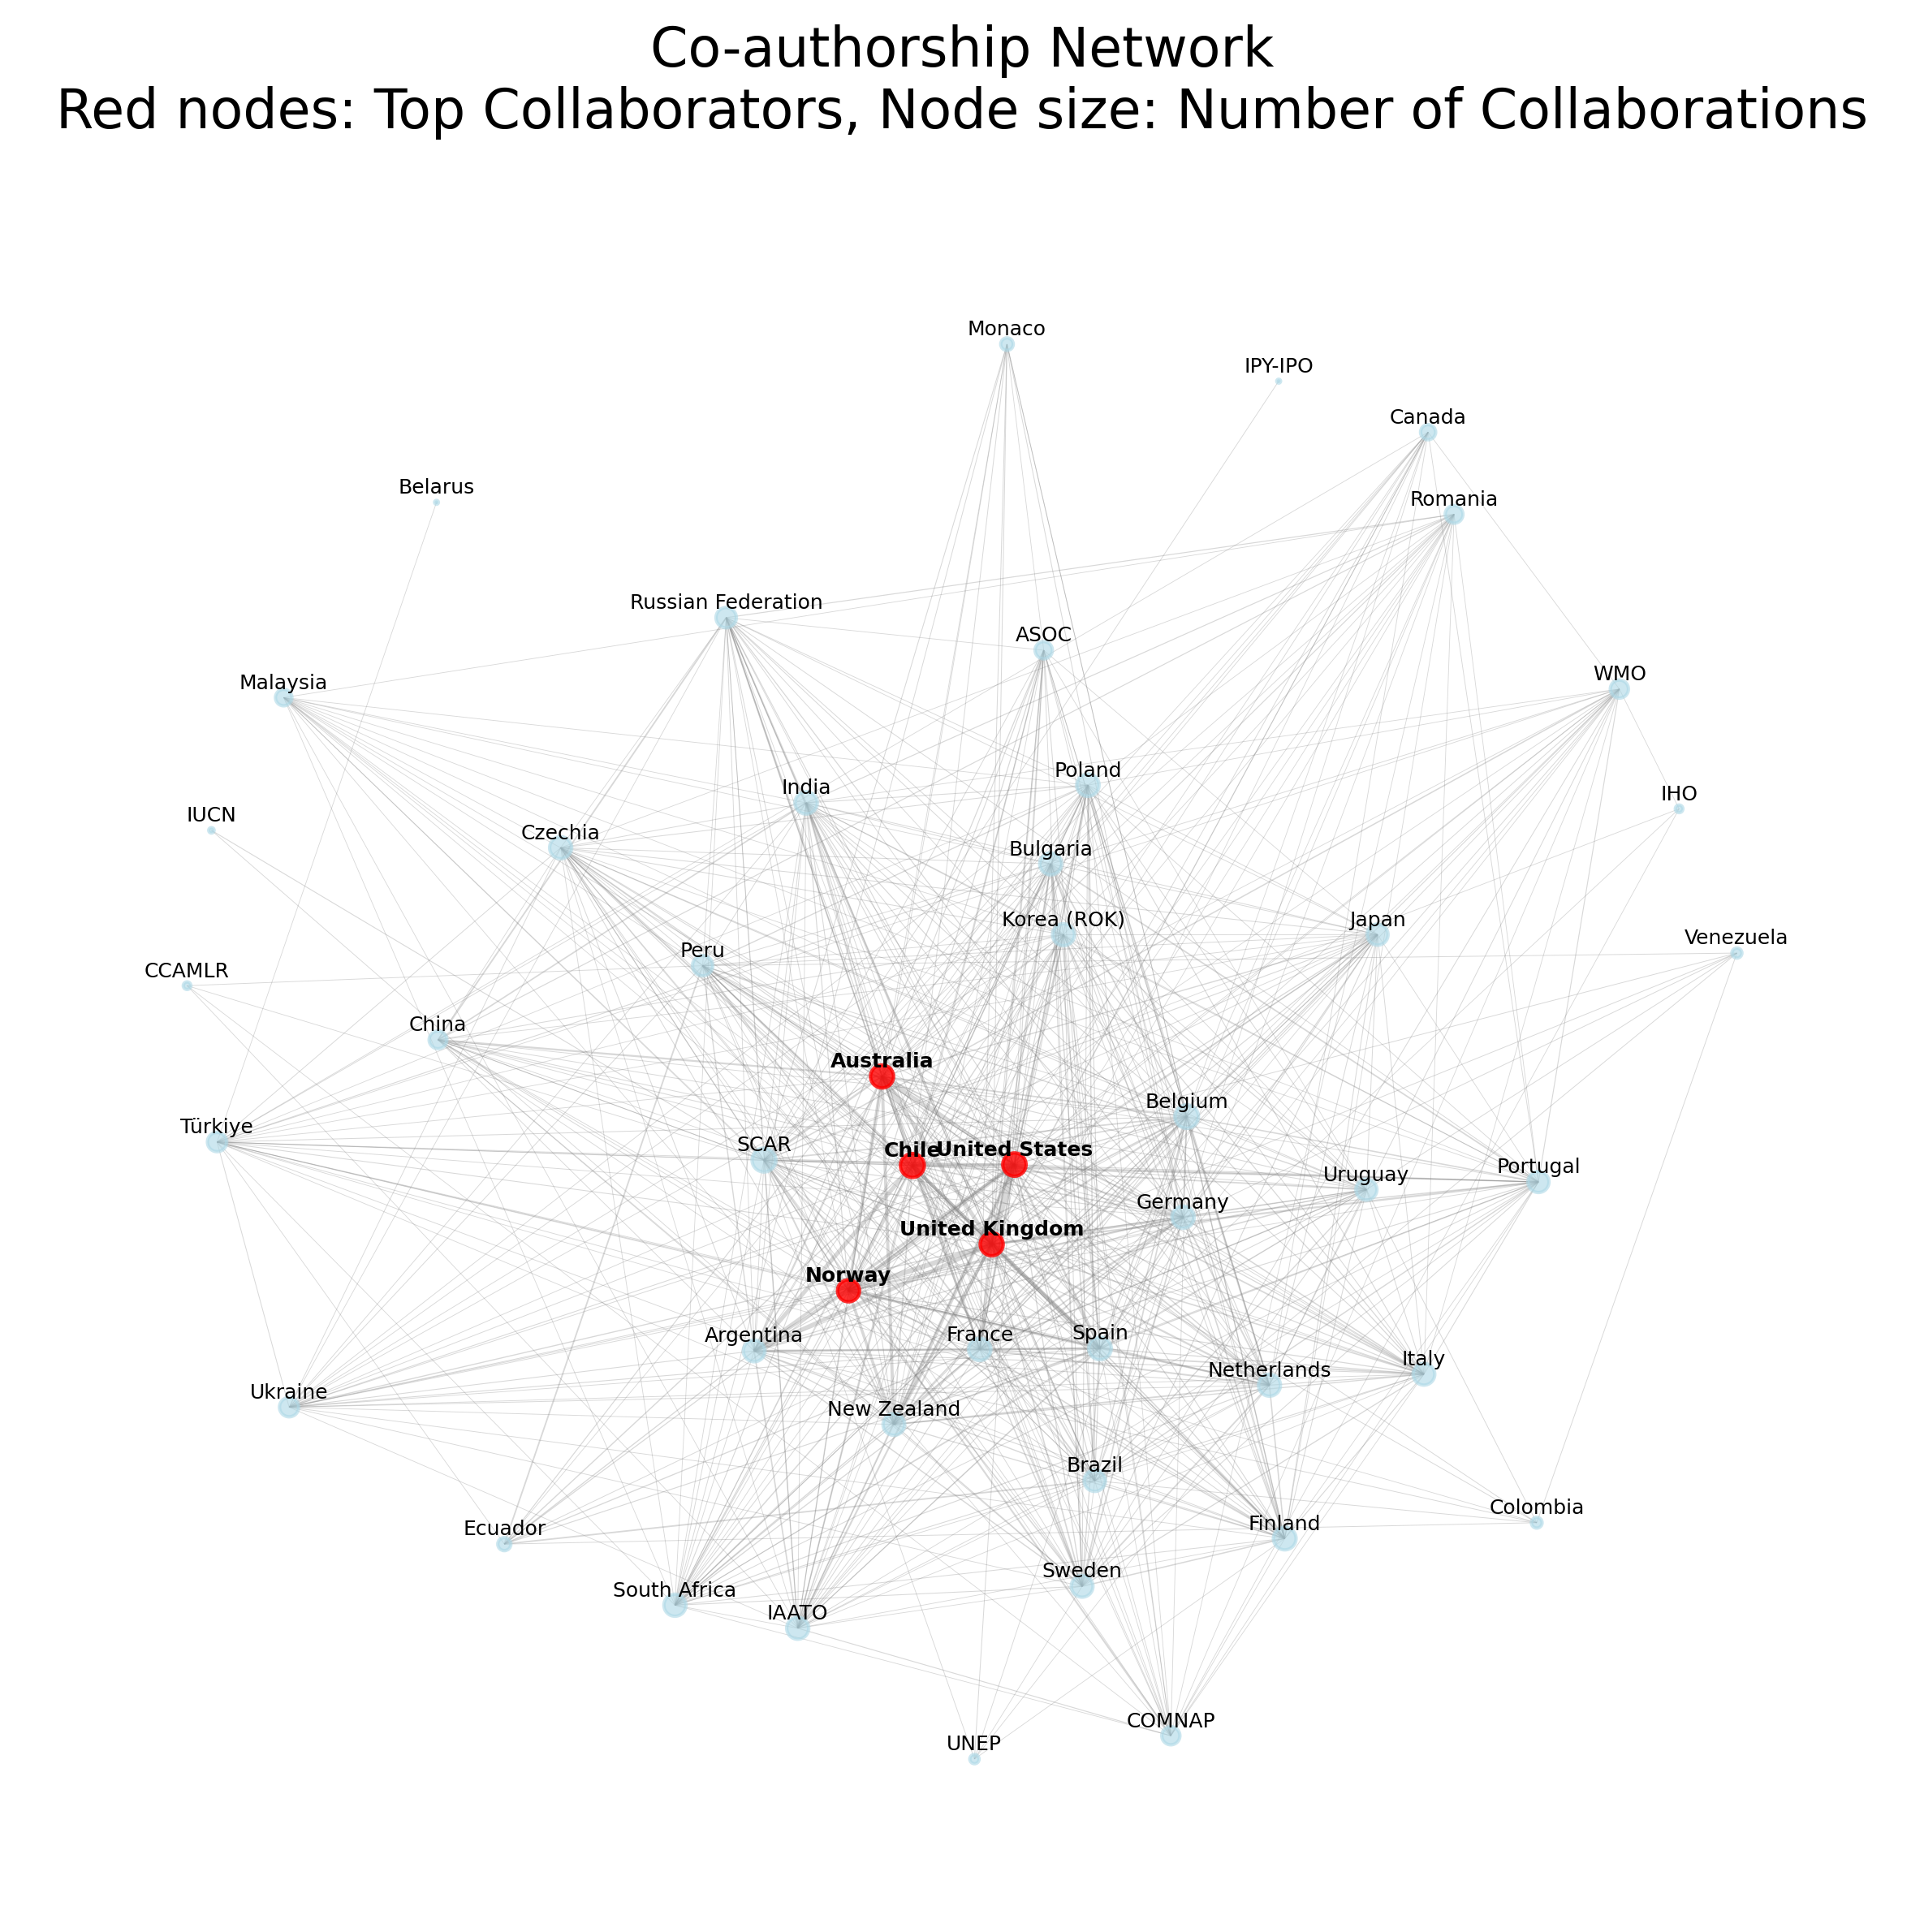 Co-authorship Network
Red nodes: Top Collaborators, Node size: Number of Collaborations
Monaco
IPY-IPO
Canada
Belarus
Romania
Russian Federation
ASOC
WMO
Malaysia
Poland
India
IHO
IUCN
Czechia
Bulgaria
Korea (ROK)
Japan
Venezuela
Peru
CCAMLR
China
Australia
Belgium
Türkiye
SCAR
Chile
United States
Uruguay
Portugal
Germany
United Kingdom
Norway
Argentina
France
Spain
Netherlands
Italy
Ukraine
New Zealand
Brazil
Colombia
Ecuador
Finland
Sweden
South Africa
IAATO
COMNAP
UNEP